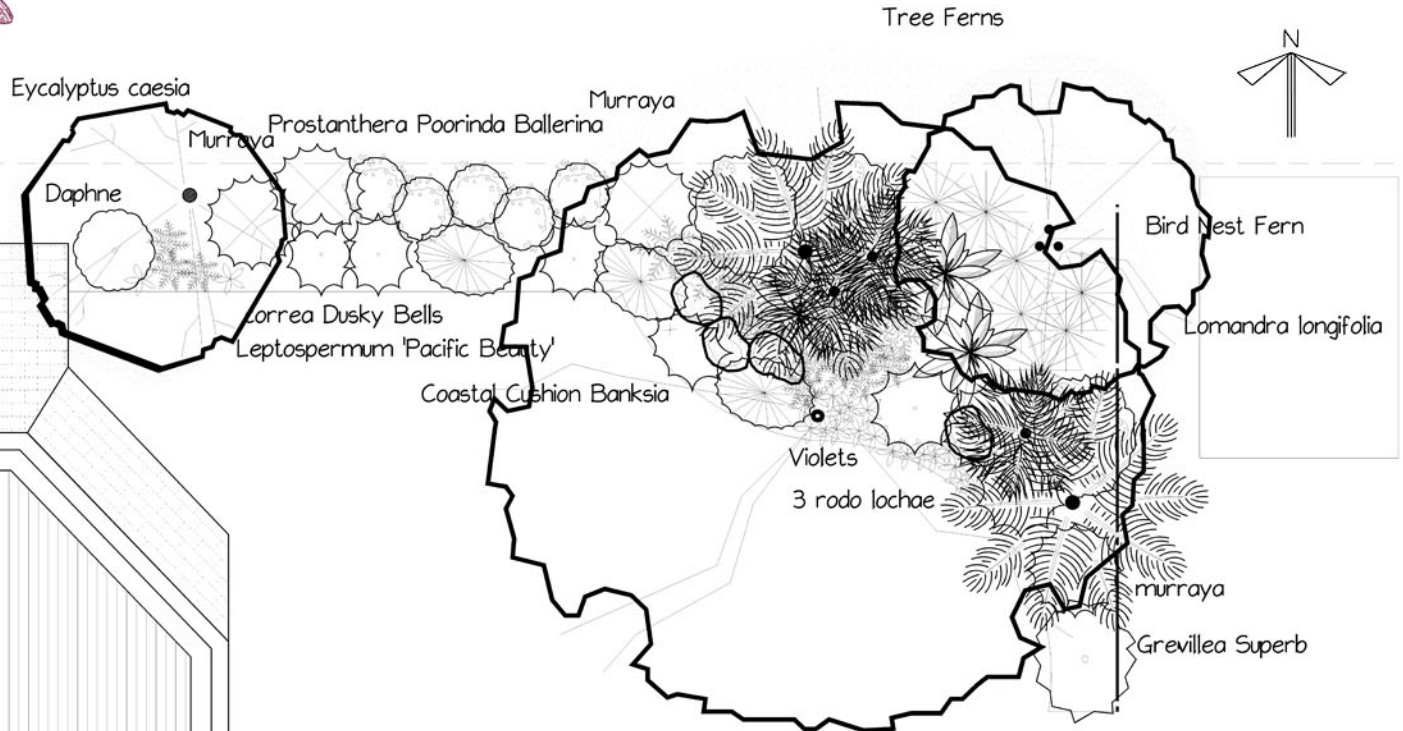 Tree Ferns
N
Eycalyptus caesia
Murraya
Prostanthera Poorinda Ballerina
Murraya
Daphne
Bird Nest Fern
Correa Dusky Bells
Lomandra longifolia
Leptospermum 'Pacific Beauty'
Coastal Cushion Banksia
Violets
3 rodo lochae
murraya
Grevillea Superb